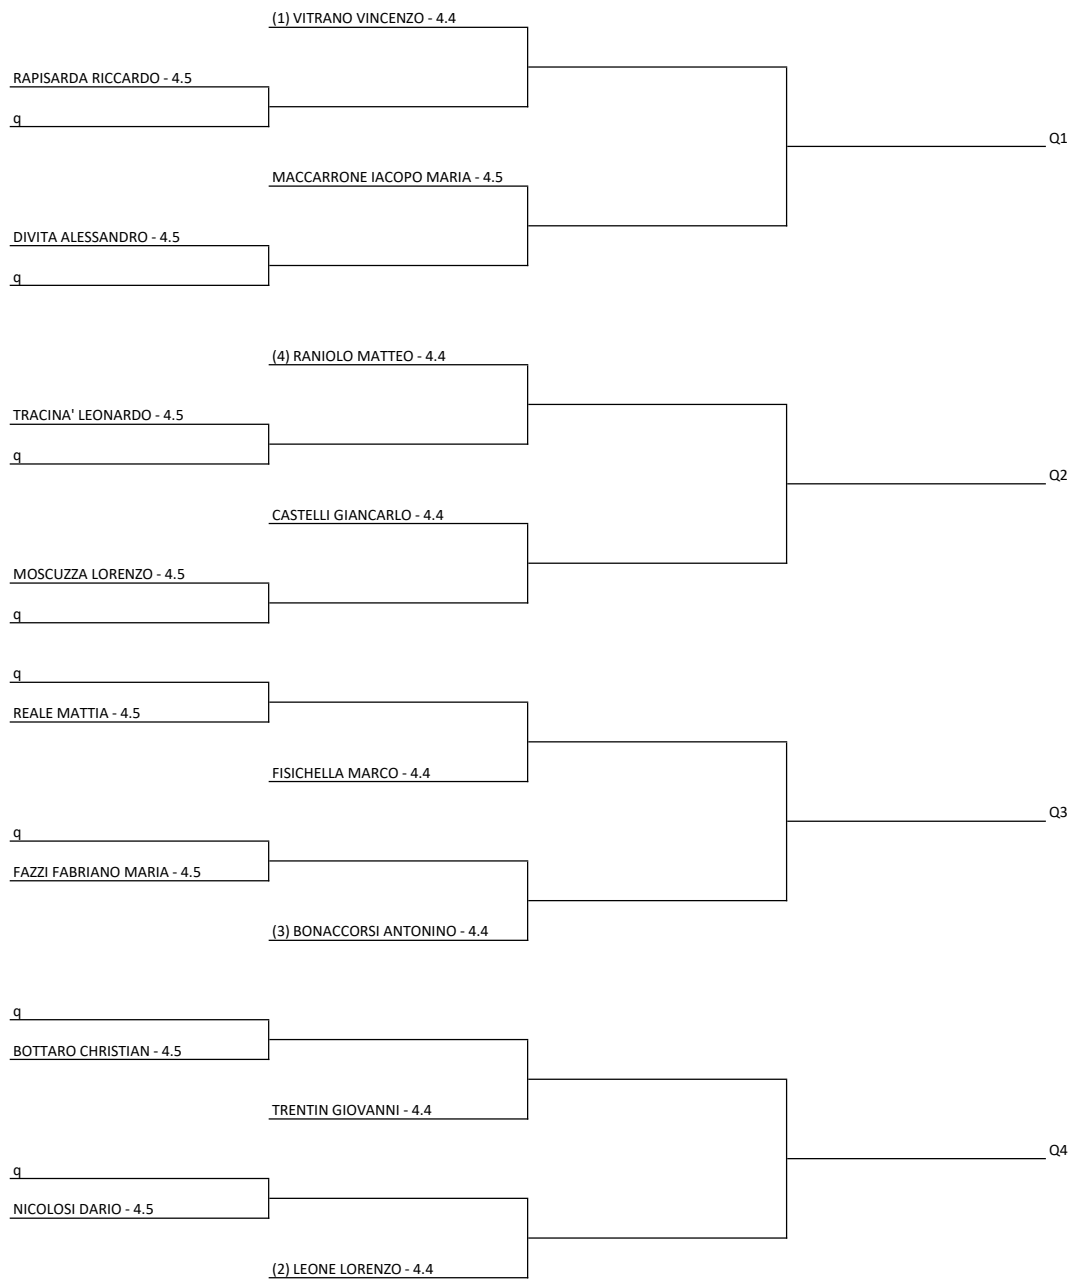 (1) VITRANO VINCENZO - 4.4
RAPISARDA RICCARDO - 4.5
q
Q1
MACCARRONE IACOPO MARIA - 4.5
DIVITA ALESSANDRO - 4.5
q
(4) RANIOLO MATTEO - 4.4
TRACINA' LEONARDO - 4.5
q
Q2
CASTELLI GIANCARLO - 4.4
MOSCUZZA LORENZO - 4.5
q
q
REALE MATTIA - 4.5
FISICHELLA MARCO - 4.4
Q3
q
FAZZI FABRIANO MARIA - 4.5
(3) BONACCORSI ANTONINO - 4.4
q
BOTTARO CHRISTIAN - 4.5
TRENTIN GIOVANNI - 4.4
Q4
q
NICOLOSI DARIO - 4.5
(2) LEONE LORENZO - 4.4